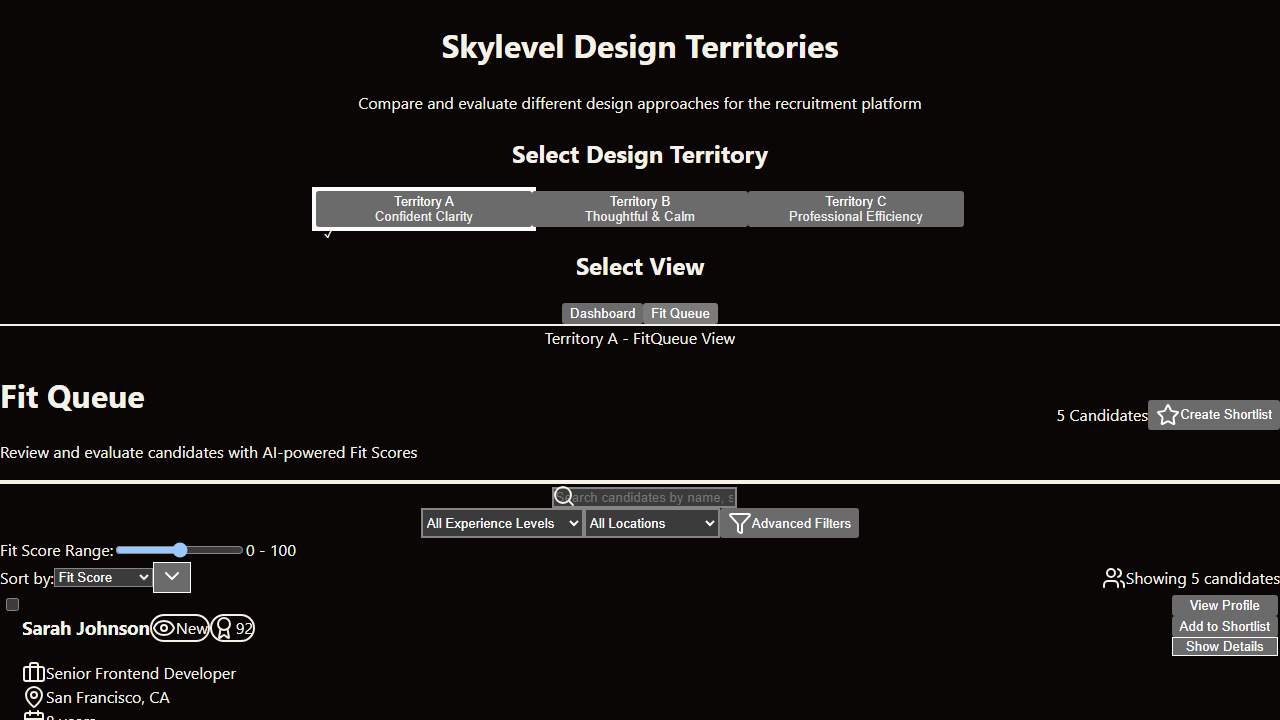 Skylevel Design Territories
Compare and evaluate different design approaches for the recruitment platform
Select Design Territory
Territory A
Confident Clarity
Territory B
Thoughtful & Calm
Territory C
Professional Efficiency
✓
Select View
Dashboard
Fit Queue
Territory A - FitQueue View
Fit Queue
5 Candidates
Create Shortlist
Review and evaluate candidates with AI-powered Fit Scores
Search candidates by name, s
All Experience Levels
All Locations
Advanced Filters
Fit Score Range: 0 - 100
Sort by: Fit Score
Showing 5 candidates
Sarah Johnson
New
92
View Profile
Add to Shortlist
Show Details
Senior Frontend Developer
San Francisco, CA
8 years